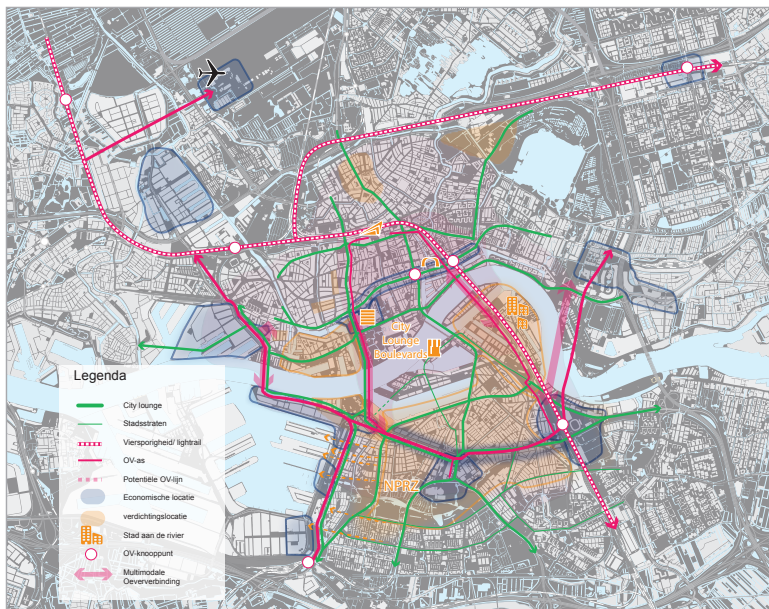 City
Lounge
Boulevards
NPRZ
Legenda
City lounge
Stadsstraten
Viersporigheid/ lightrail
OV-as
Potentiële OV-lijn
Economische locatie
verdichtingslocatie
Stad aan de rivier
OV-knooppunt
Multimodale
Oeververbinding